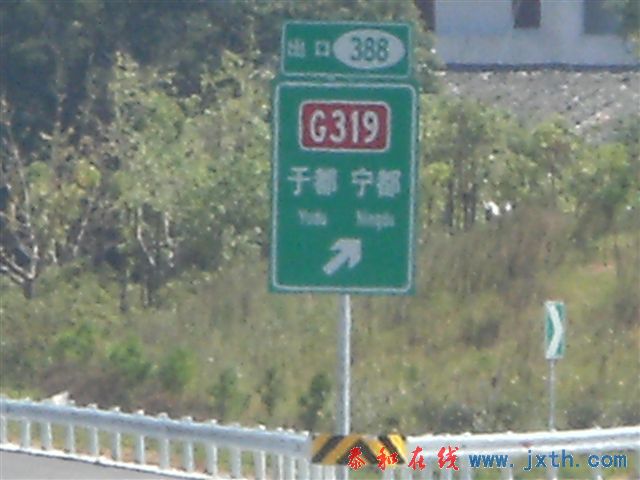 出口 388
G319
于都 宁都
Yudu Ningdu
泰和在线 www.jxth.com